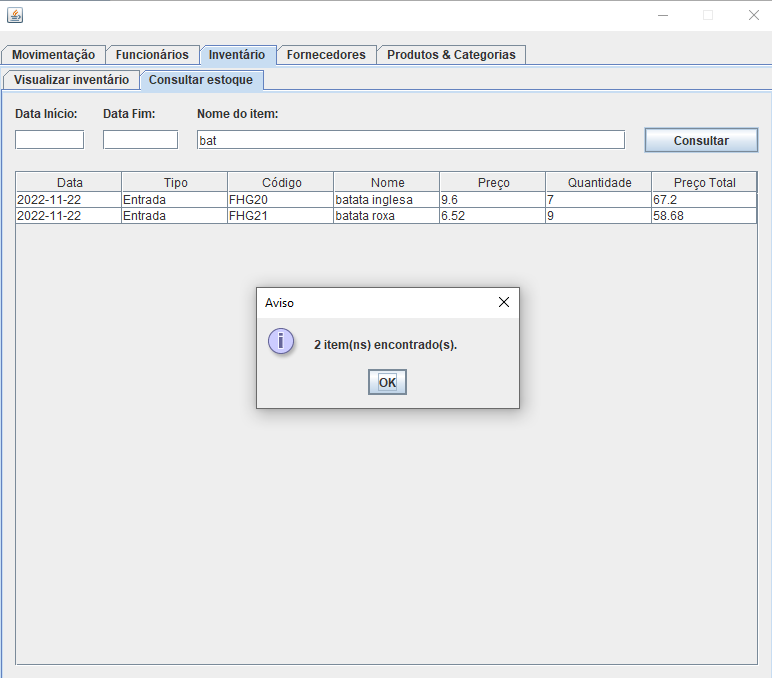 Movimentação Funcionários Inventário Fornecedores Produtos & Categorias
Visualizar inventário Consultar estoque
Data Início: Data Fim: Nome do item:
bat Consultar
Data Tipo Código Nome Preço Quantidade Preço Total
2022-11-22 Entrada FHG20 batata inglesa 9.6 7 67.2
2022-11-22 Entrada FHG21 batata roxa 6.52 9 58.68
Aviso
2 item(ns) encontrado(s).
OK